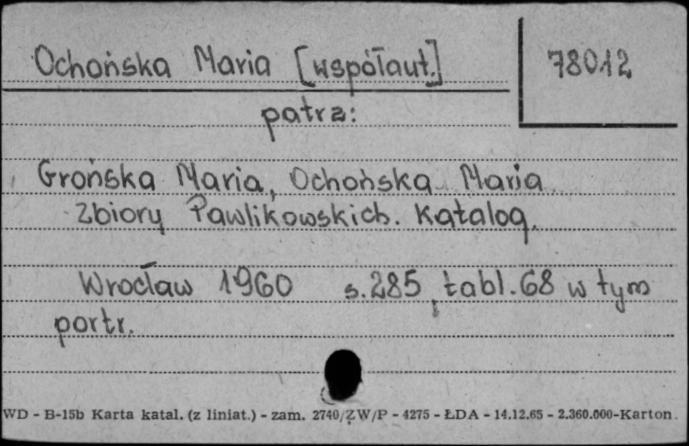 Ochońska Maria [współaut.]
78012
patrz:
Grońska Maria, Ochońska Maria
Zbiory Pawlikowskich. Katalog.
Wrocław 1960 s.285, tabl.68 w tym
portr.
WD - B-15b Karta katal. (z liniat.) - zam. 2740/ZW/P - 4275 - ŁDA - 14.12.65 - 2.360.000-Karton